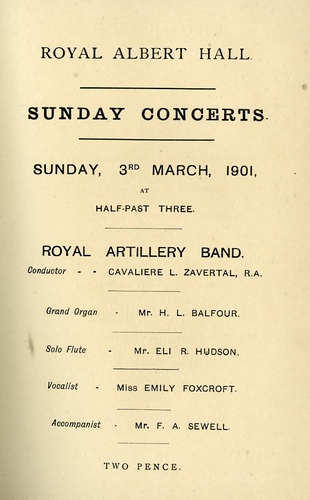 ROYAL ALBERT HALL.
SUNDAY CONCERTS.
SUNDAY, 3RD MARCH, 1901,
AT
HALF-PAST THREE.
ROYAL ARTILLERY BAND.
Conductor - - CAVALIERE L. ZAVERTAL, R.A.
Grand Organ - Mr. H. L. BALFOUR.
Solo Flute - Mr. ELI R. HUDSON.
Vocalist - Miss EMILY FOXCROFT.
Accompanist - Mr. F. A. SEWELL.
TWO PENCE.